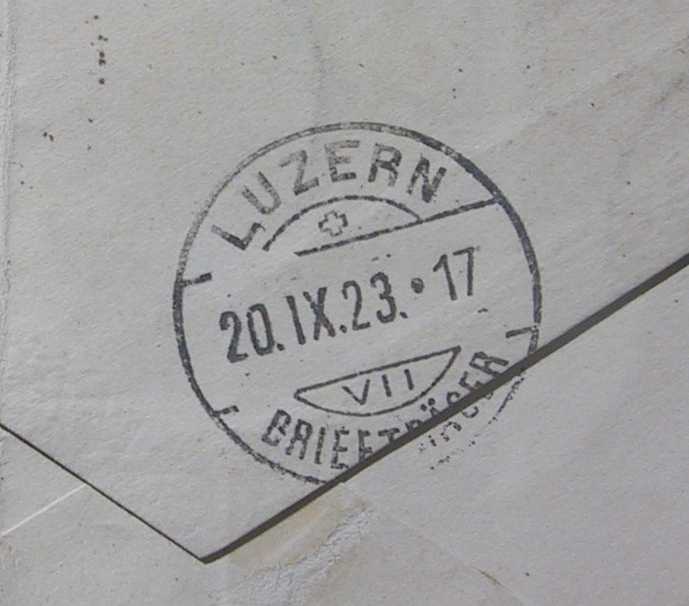 LUZERN
20.IX.23.•17
VII
BRIEFTRÄGER